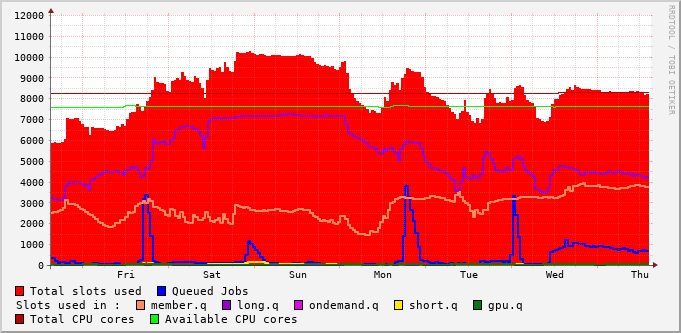 12000
11000
10000
9000
8000
7000
6000
5000
4000
3000
2000
1000
0
Fri Sat Sun Mon Tue Wed Thu
Total slots used Queued Jobs
Slots used in : member.q long.q ondemand.q short.q gpu.q
Total CPU cores Available CPU cores
RRDTOOL / TOBI OETIKER